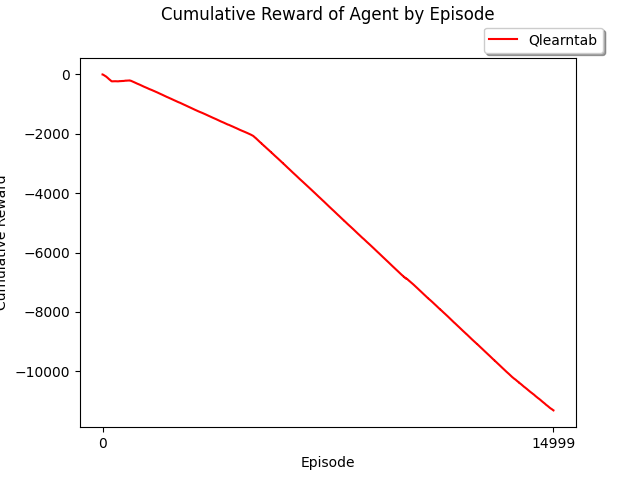 Cumulative Reward of Agent by Episode
Qlearntab
0
−2000
−4000
−6000
−8000
−10000
Cumulative Reward
0
14999
Episode